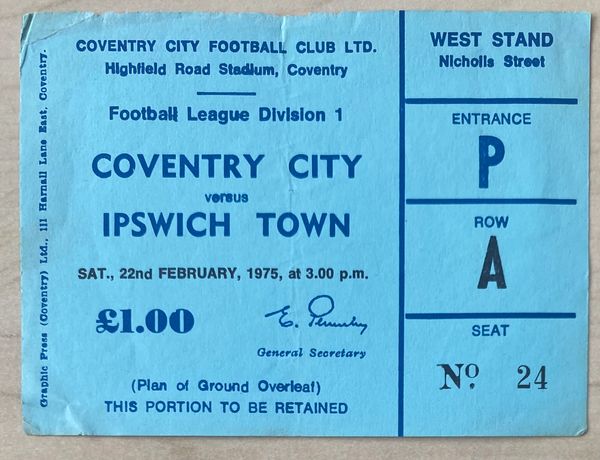 COVENTRY CITY FOOTBALL CLUB LTD.
Highfield Road Stadium, Coventry
Football League Division 1
COVENTRY CITY
versus
IPSWICH TOWN
SAT., 22nd FEBRUARY, 1975, at 3.00 p.m.
£1.00
General Secretary
(Plan of Ground Overleaf)
THIS PORTION TO BE RETAINED
WEST STAND
Nicholls Street
ENTRANCE
P
ROW
A
SEAT
No. 24
Graphic Press (Coventry) Ltd., 111 Harnall Lane East, Coventry.